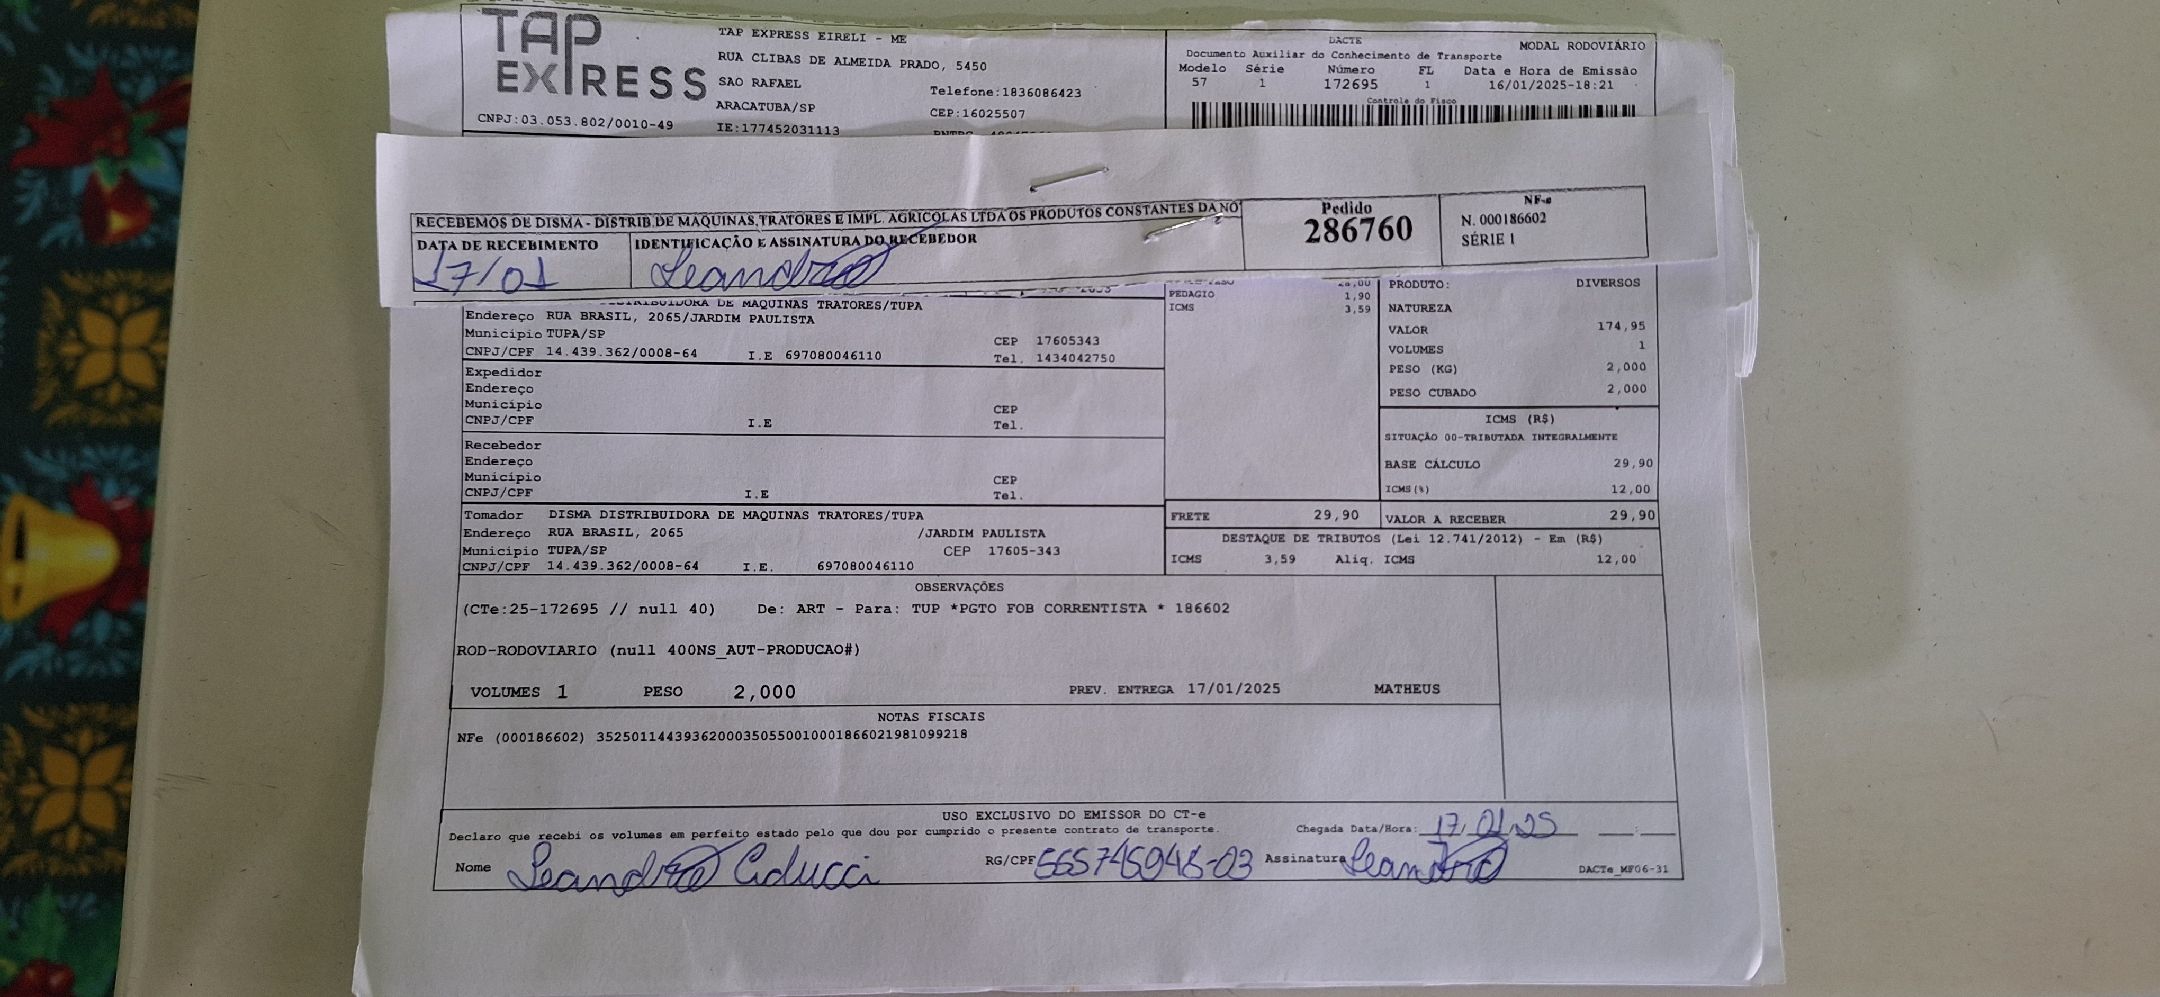 TAP EXPRESS
TAP EXPRESS EIRELI - ME
RUA CLIBAS DE ALMEIDA PRADO, 5450
SAO RAFAEL
Telefone:1836086423
ARACATUBA/SP
CEP:16025507
CNPJ:03.053.802/0010-49
IE:177452031113
DACTE
MODAL RODOVIÁRIO
Documento Auxiliar do Conhecimento de Transporte
Modelo Série Número FL Data e Hora de Emissão
57 1 172695 1 16/01/2025-18:21
Controle do Fisco
RECEBEMOS DE DISMA - DISTRIB.DE MAQUINAS,TRATORES E IMPL. AGRICOLAS LTDA OS PRODUTOS CONSTANTES DA NO
DATA DE RECEBIMENTO
IDENTIFICAÇÃO E ASSINATURA DO RECEBEDOR
17/01
Leandro
Pedido
286760
NF-e
N. 000186602
SÉRIE 1
DE MAQUINAS TRATORES/TUPA
Endereço RUA BRASIL, 2065/JARDIM PAULISTA
Município TUPA/SP
CEP 17605343
CNPJ/CPF 14.439.362/0008-64 I.E 697080046110 Tel. 1434042750
Expedidor
Endereço
Município CEP
CNPJ/CPF I.E Tel.
Recebedor
Endereço
Município CEP
CNPJ/CPF I.E Tel.
Tomador DISMA DISTRIBUIDORA DE MAQUINAS TRATORES/TUPA
Endereço RUA BRASIL, 2065 /JARDIM PAULISTA
Municipio TUPA/SP CEP 17605-343
CNPJ/CPF 14.439.362/0008-64 I.E. 697080046110
PEDAGIO 1,90
ICMS 3,59
PRODUTO: DIVERSOS
NATUREZA
VALOR 174,95
VOLUMES 1
PESO (KG) 2,000
PESO CUBADO 2,000
ICMS (R$)
SITUAÇÃO 00-TRIBUTADA INTEGRALMENTE
BASE CÁLCULO 29,90
ICMS(%) 12,00
FRETE 29,90 VALOR A RECEBER 29,90
DESTAQUE DE TRIBUTOS (Lei 12.741/2012) - Em (R$)
ICMS 3,59 Aliq. ICMS 12,00
OBSERVAÇÕES
(CTe:25-172695 // null 40) De: ART - Para: TUP *PGTO FOB CORRENTISTA * 186602
ROD-RODOVIARIO (null 400NS_AUT-PRODUCAO#)
VOLUMES 1 PESO 2,000 PREV. ENTREGA 17/01/2025 MATHEUS
NOTAS FISCAIS
NFe (000186602) 35250114439362000350550010001866021981099218
USO EXCLUSIVO DO EMISSOR DO CT-e
Declaro que recebi os volumes em perfeito estado pelo que dou por cumprido o presente contrato de transporte.
Chegada Data/Hora: 17/01/25 __:__
Nome Leandro Coducci RG/CPF 565745948-03 Assinatura Leandro
DACTe_MF06-31